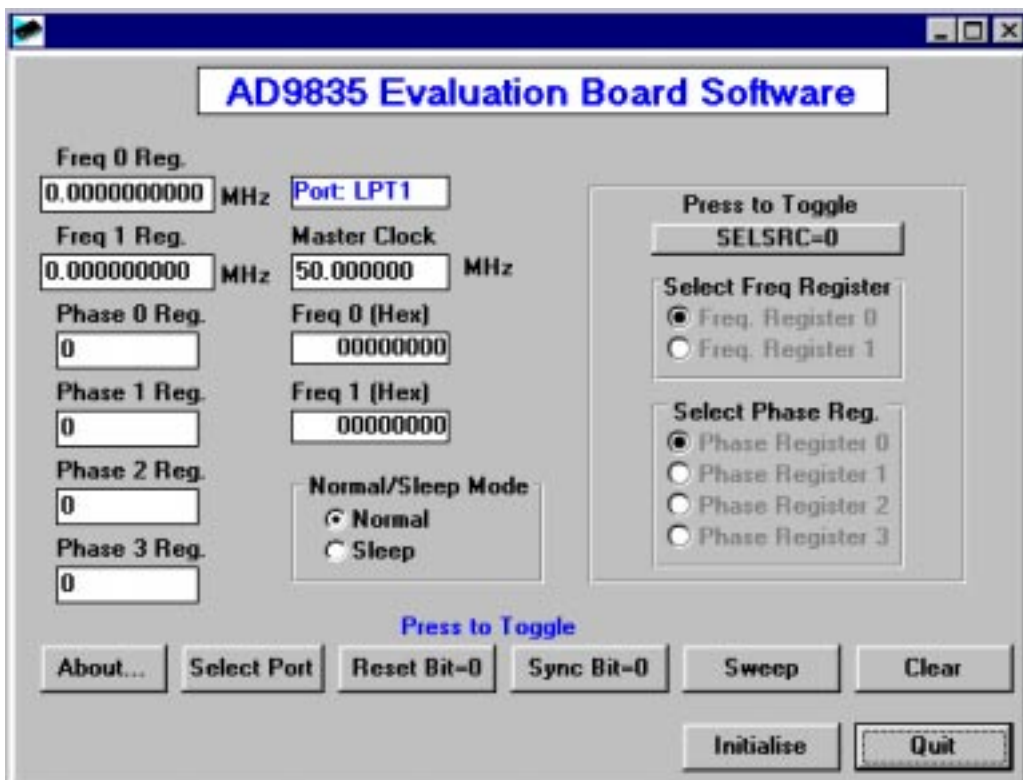 AD9835 Evaluation Board Software
Freq 0 Reg.
0.0000000000 MHz
Port: LPT1
Freq 1 Reg.
0.000000000 MHz
Master Clock
50.000000 MHz
Phase 0 Reg.
0
Freq 0 (Hex)
00000000
Phase 1 Reg.
0
Freq 1 (Hex)
00000000
Phase 2 Reg.
0
Phase 3 Reg.
0
Normal/Sleep Mode
Normal
Sleep
Press to Toggle
SELSRC=0
Select Freq Register
Freq. Register 0
Freq. Register 1
Select Phase Reg.
Phase Register 0
Phase Register 1
Phase Register 2
Phase Register 3
Press to Toggle
About...
Select Port
Reset Bit=0
Sync Bit=0
Sweep
Clear
Initialise
Quit